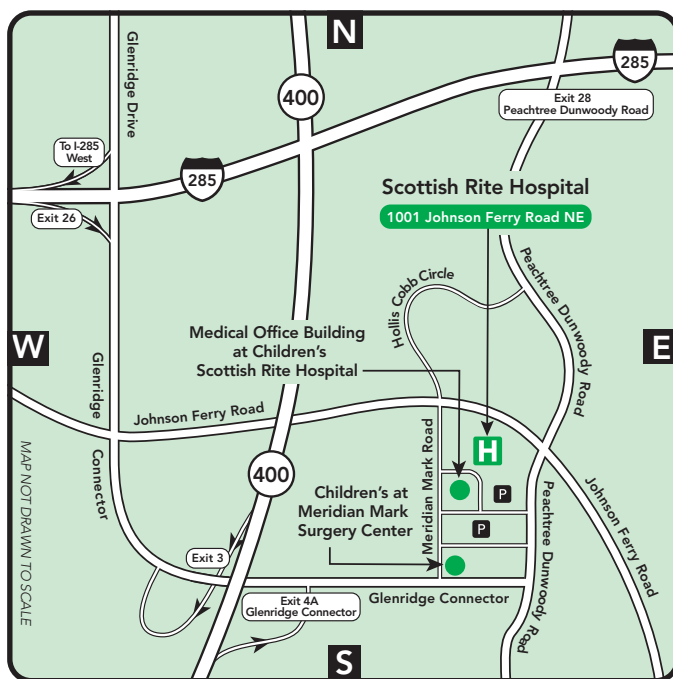 N
Glenridge Drive
400
285
Exit 28
Peachtree Dunwoody Road
To I-285
West
285
Exit 26
Scottish Rite Hospital
1001 Johnson Ferry Road NE
Hollis Cobb Circle
Peachtree Dunwoody Road
W
E
Medical Office Building
at Children's
Scottish Rite Hospital
Glenridge Connector
Johnson Ferry Road
Meridian Mark Road
H
400
P
P
Children's at
Meridian Mark
Surgery Center
Peachtree Dunwoody Road
Johnson Ferry Road
MAP NOT DRAWN TO SCALE
Exit 3
Exit 4A
Glenridge Connector
Glenridge Connector
S